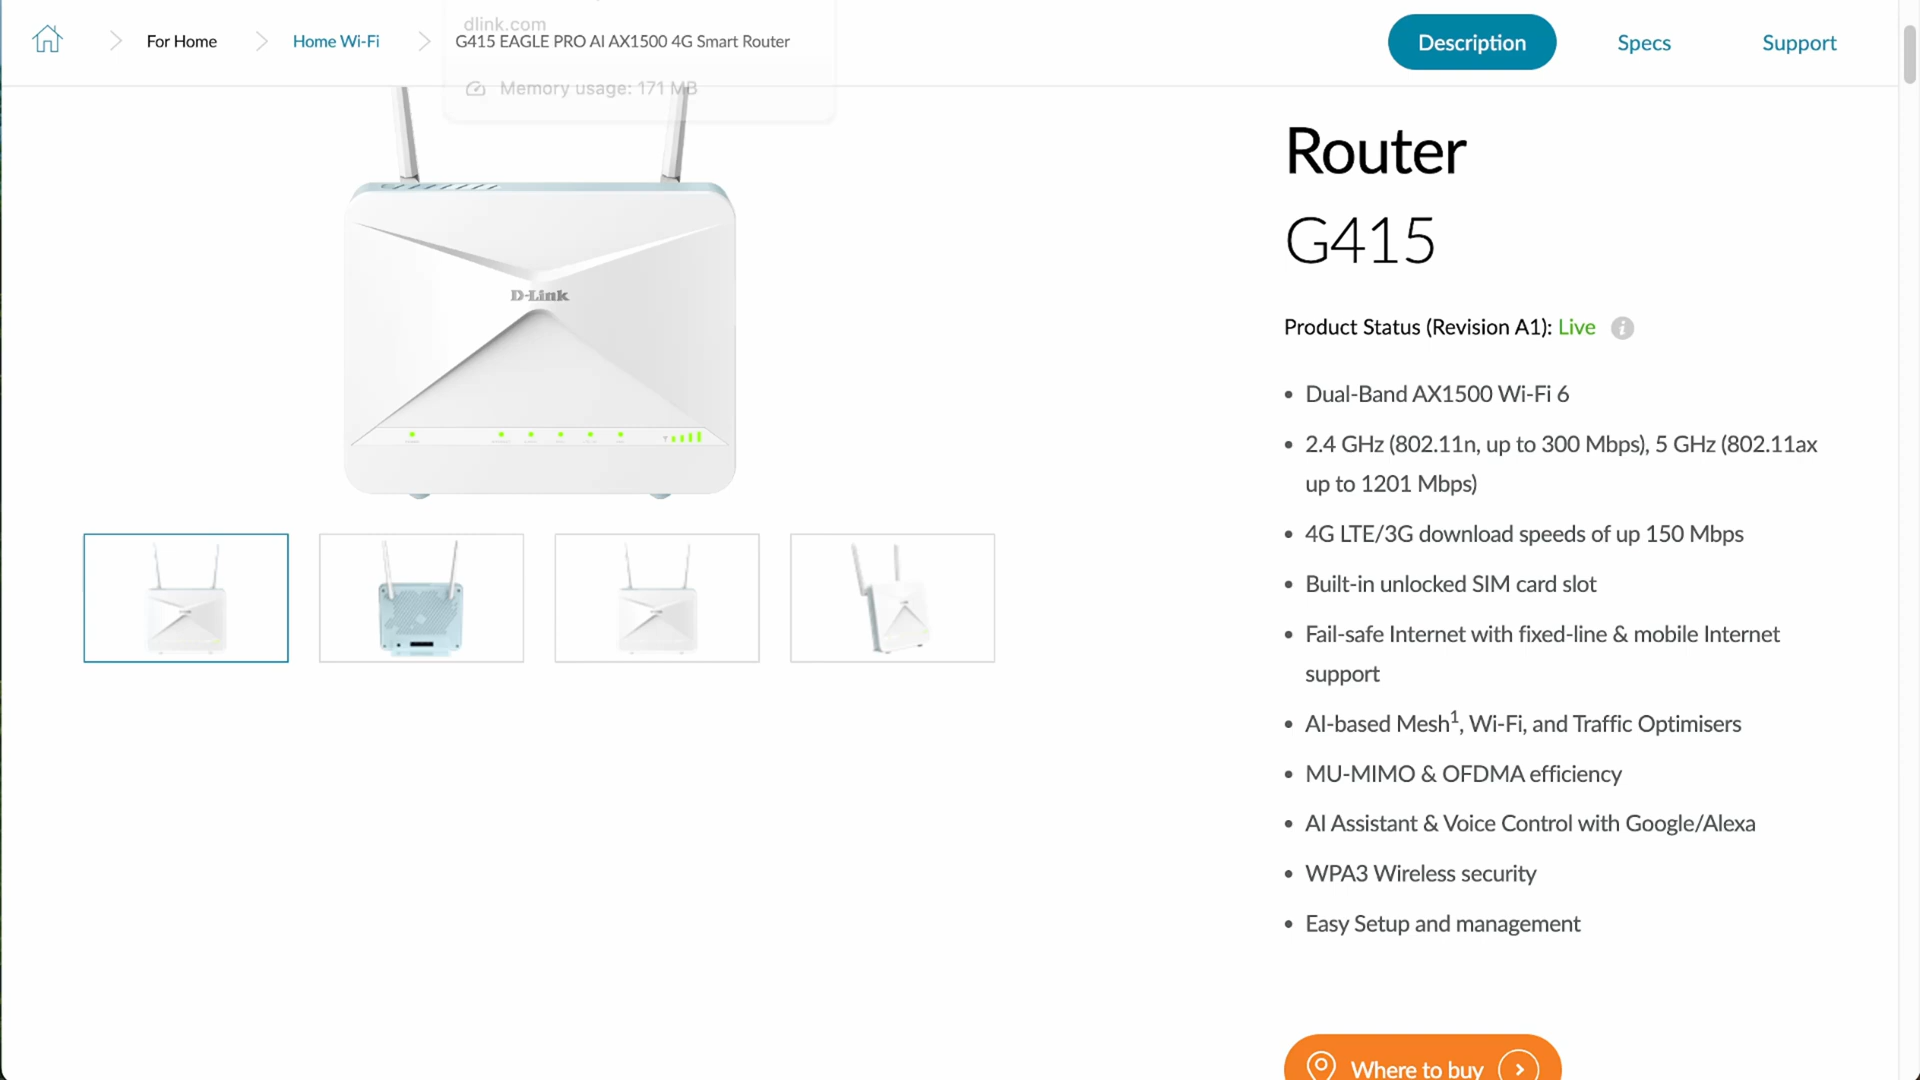 dlink.com
For Home
Home Wi-Fi
G415 EAGLE PRO AI AX1500 4G Smart Router
Description
Specs
Support
Memory usage: 171 MB
D-Link
Router
G415
Product Status (Revision A1): Live
• Dual-Band AX1500 Wi-Fi 6
• 2.4 GHz (802.11n, up to 300 Mbps), 5 GHz (802.11ax
up to 1201 Mbps)
• 4G LTE/3G download speeds of up 150 Mbps
• Built-in unlocked SIM card slot
• Fail-safe Internet with fixed-line & mobile Internet
support
• AI-based Mesh¹, Wi-Fi, and Traffic Optimisers
• MU-MIMO & OFDMA efficiency
• AI Assistant & Voice Control with Google/Alexa
• WPA3 Wireless security
• Easy Setup and management
Where to buy